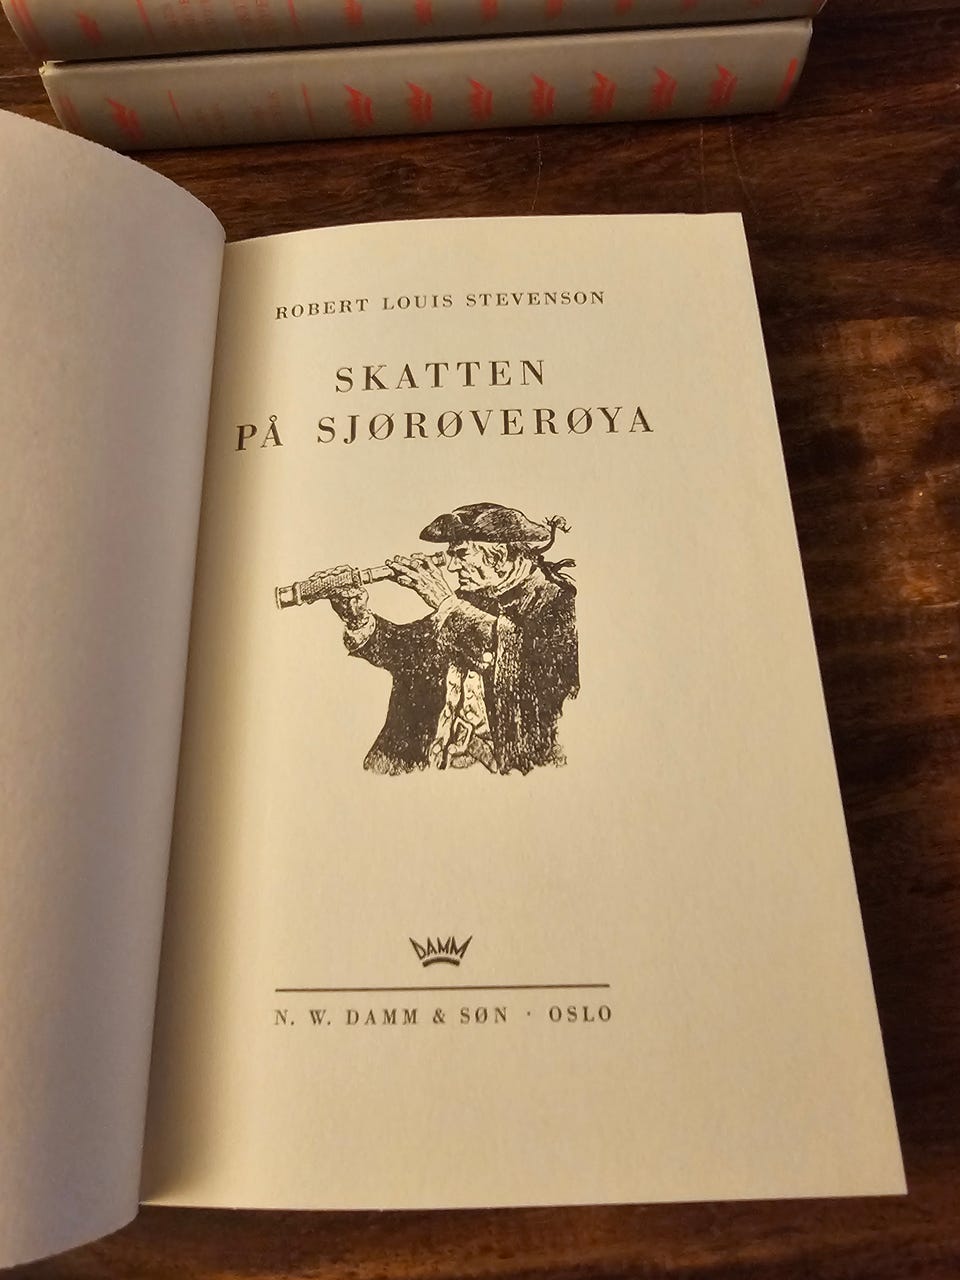 ROBERT LOUIS STEVENSON
SKATTEN
PÅ SJØRØVERØYA
DAMM
N. W. DAMM & SØN · OSLO